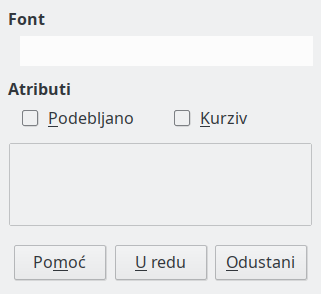 Font
Atributi
Podebljano
Kurziv
Pomoć
U redu
Odustani